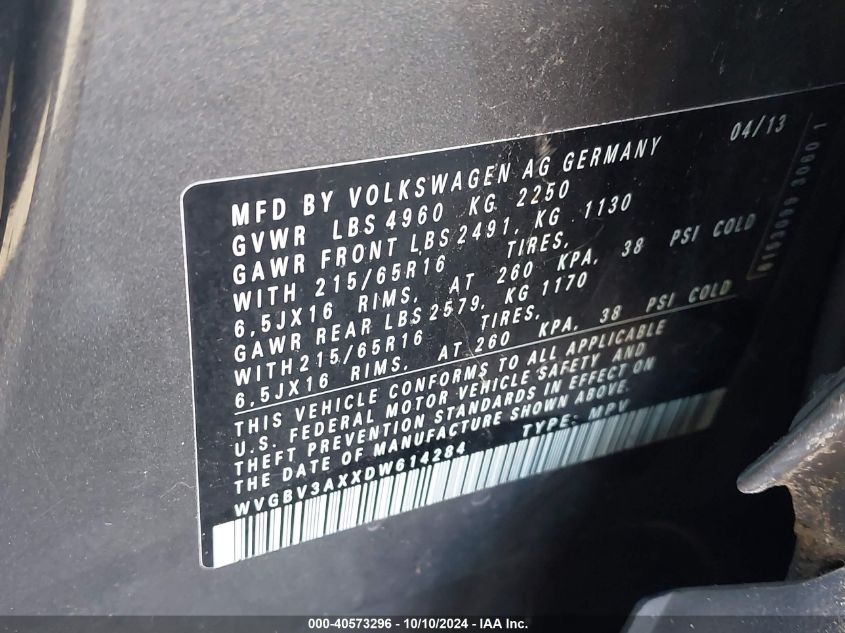 04/13
MFD BY VOLKSWAGEN AG GERMANY
GVWR LBS 4960 KG 2250
GAWR FRONT LBS 2491, KG 1130
WITH 215/65R16 TIRES,
6,5JX16 RIMS, AT 260 KPA, 38 PSI COLD
GAWR REAR LBS 2579, KG 1170
WITH 215/65R16 TIRES,
6,5JX16 RIMS, AT 260 KPA, 38 PSI COLD
THIS VEHICLE CONFORMS TO ALL APPLICABLE
U.S. FEDERAL MOTOR VEHICLE SAFETY AND
THEFT PREVENTION STANDARDS IN EFFECT ON
THE DATE OF MANUFACTURE SHOWN ABOVE.
WVGBV3AXXDW614284 TYPE: MPV
000-40573296 - 10/10/2024 - IAA Inc.